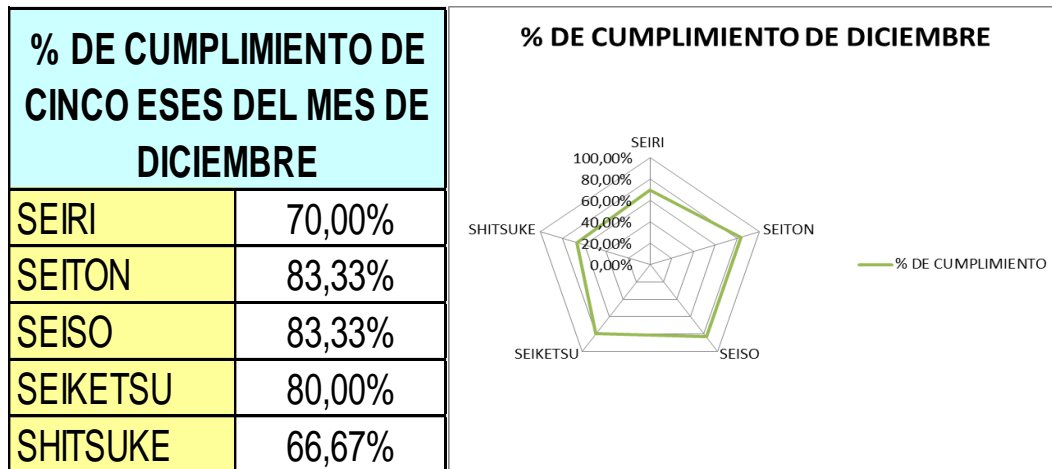 % DE CUMPLIMIENTO DE
CINCO ESES DEL MES DE
DICIEMBRE
SEIRI 70,00%
SEITON 83,33%
SEISO 83,33%
SEIKETSU 80,00%
SHITSUKE 66,67%
% DE CUMPLIMIENTO DE DICIEMBRE
SEIRI
100,00%
80,00%
60,00%
40,00%
20,00%
0,00%
SHITSUKE
SEITON
SEIKETSU
SEISO
% DE CUMPLIMIENTO